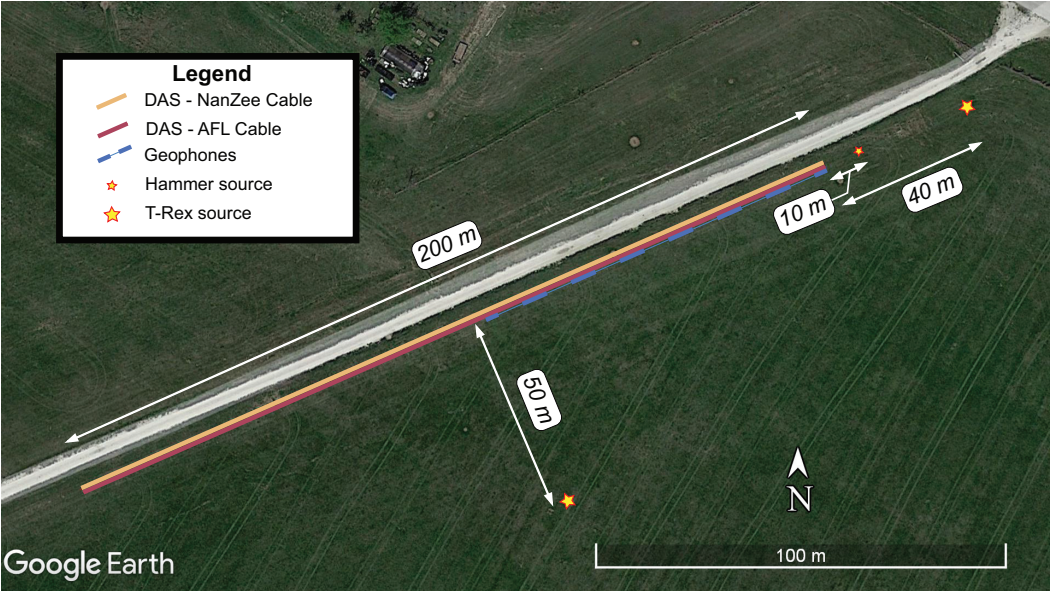 Legend
DAS - NanZee Cable
DAS - AFL Cable
Geophones
Hammer source
T-Rex source
200 m
10 m
40 m
50 m
N
100 m
Google Earth